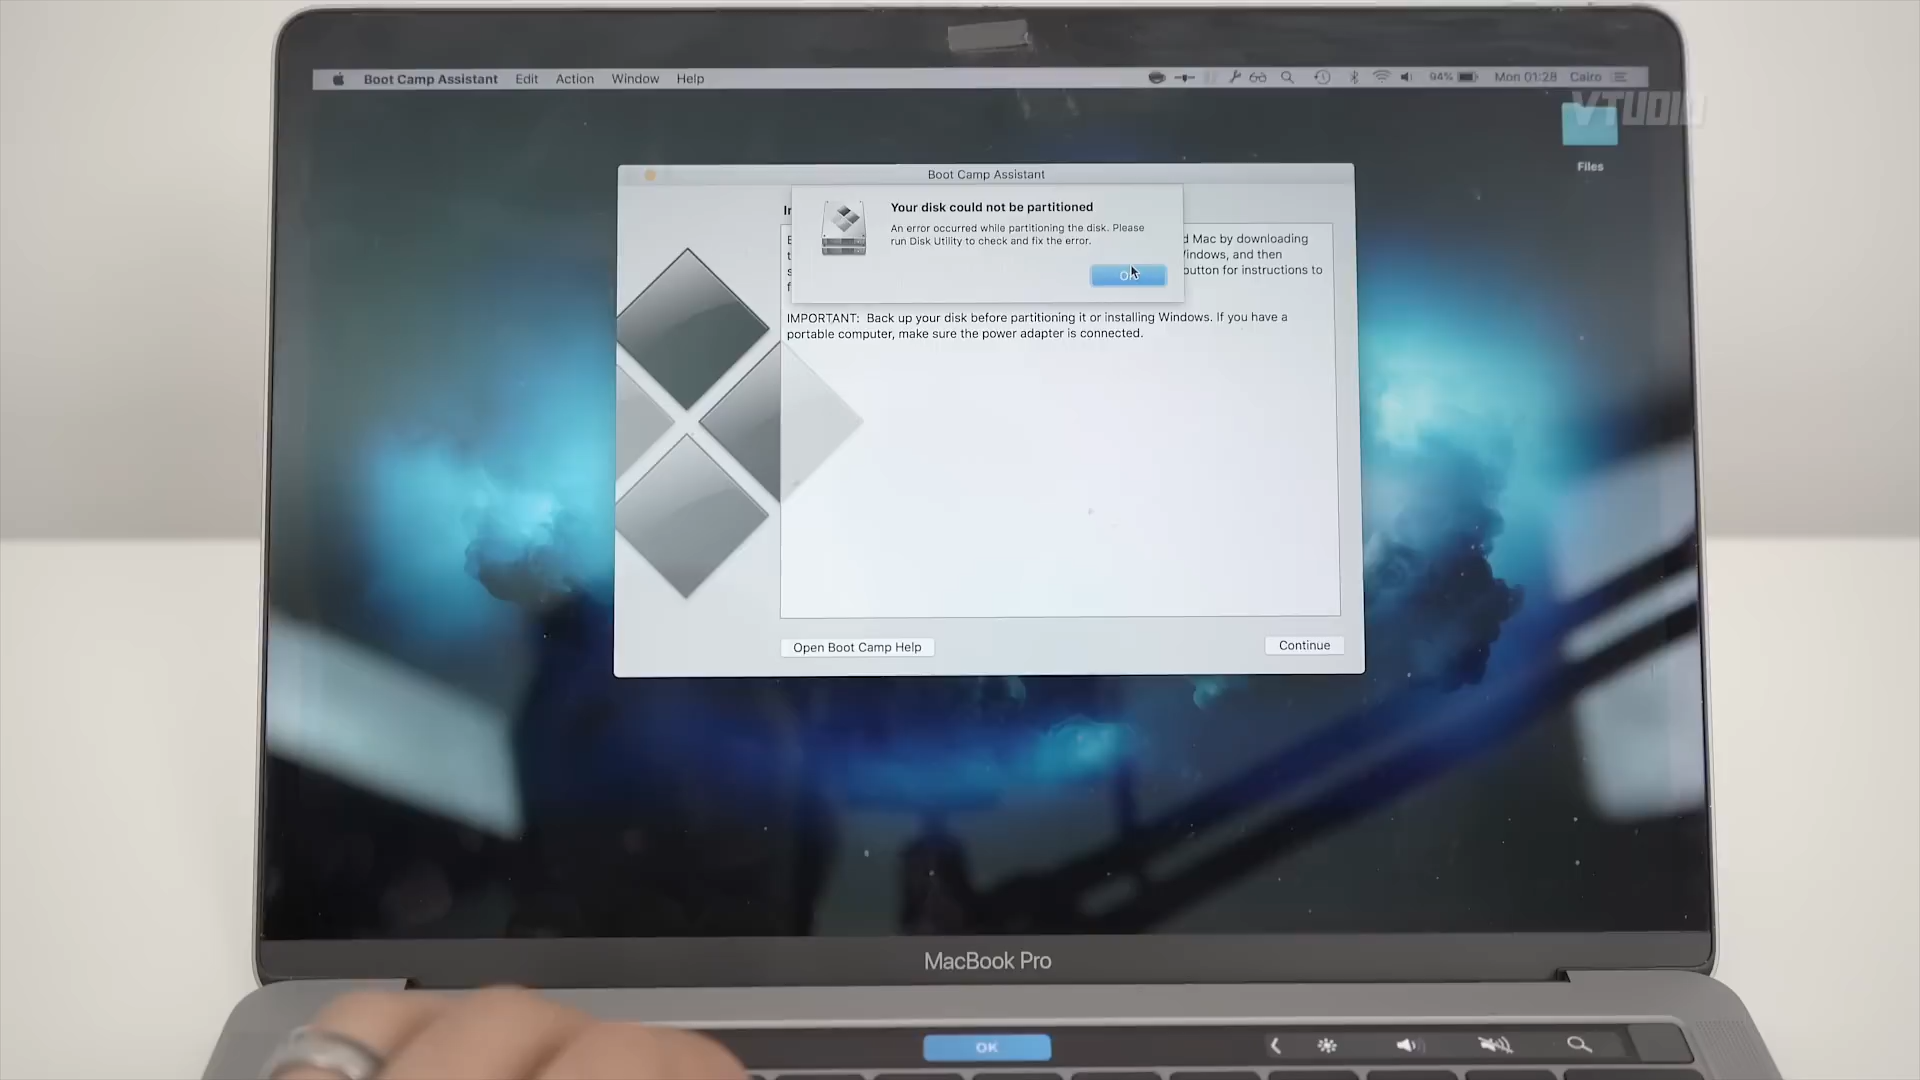 Boot Camp Assistant Edit Action Window Help
94% Mon 01:28 Cairo
VTUDIO
Files
Boot Camp Assistant
Your disk could not be partitioned
An error occurred while partitioning the disk. Please
run Disk Utility to check and fix the error.
OK
d Mac by downloading
indows, and then
button for instructions to
IMPORTANT: Back up your disk before partitioning it or installing Windows. If you have a
portable computer, make sure the power adapter is connected.
Open Boot Camp Help
Continue
MacBook Pro
OK